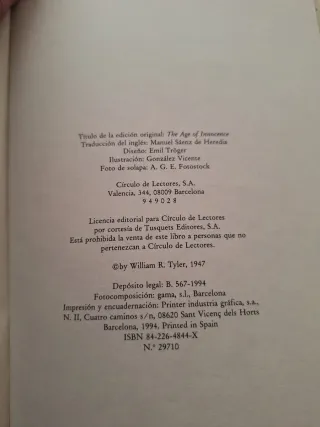 Título de la edición original: The Age of Innocence
Traducción del inglés: Manuel Sáenz de Heredia
Diseño: Emil Tröger
Ilustración: González Vicente
Foto de solapa: A. G. E. Fotostock
Círculo de Lectores, S.A.
Valencia, 344, 08009 Barcelona
949028
Licencia editorial para Círculo de Lectores
por cortesía de Tusquets Editores, S.A.
Está prohibida la venta de este libro a personas que no
pertenezcan a Círculo de Lectores.
©by William R. Tyler, 1947
Depósito legal: B. 567-1994
Fotocomposición: gama, s.l., Barcelona
Impresión y encuadernación: Printer industria gráfica, s.a.,
N. II, Cuatro caminos s/n, 08620 Sant Vicenç dels Horts
Barcelona, 1994. Printed in Spain
ISBN 84-226-4844-X
N.º 29710